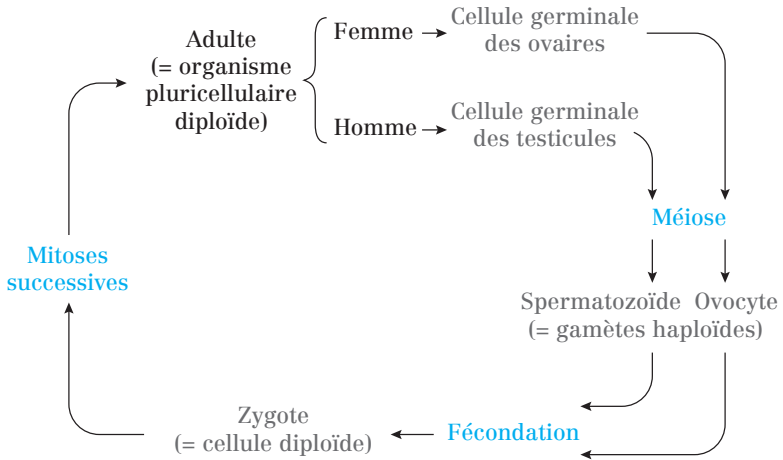 Adulte
(= organisme
pluricellulaire
diploïde)
Femme
Cellule germinale
des ovaires
Homme
Cellule germinale
des testicules
Méiose
Spermatozoïde Ovocyte
(= gamètes haploïdes)
Fécondation
Zygote
(= cellule diploïde)
Mitoses
successives